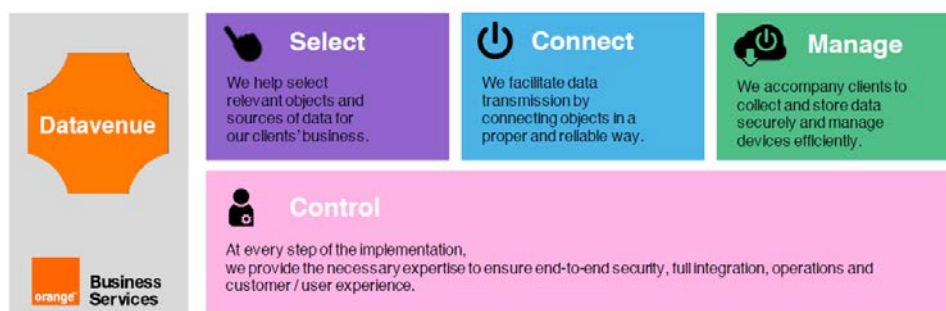 Datavenue
orange
Business
Services
Select
We help select
relevant objects and
sources of data for
our clients' business.
Connect
We facilitate data
transmission by
connecting objects in a
proper and reliable way.
Manage
We accompany clients to
collect and store data
securely and manage
devices efficiently.
Control
At every step of the implementation,
we provide the necessary expertise to ensure end-to-end security, full integration, operations and
customer / user experience.